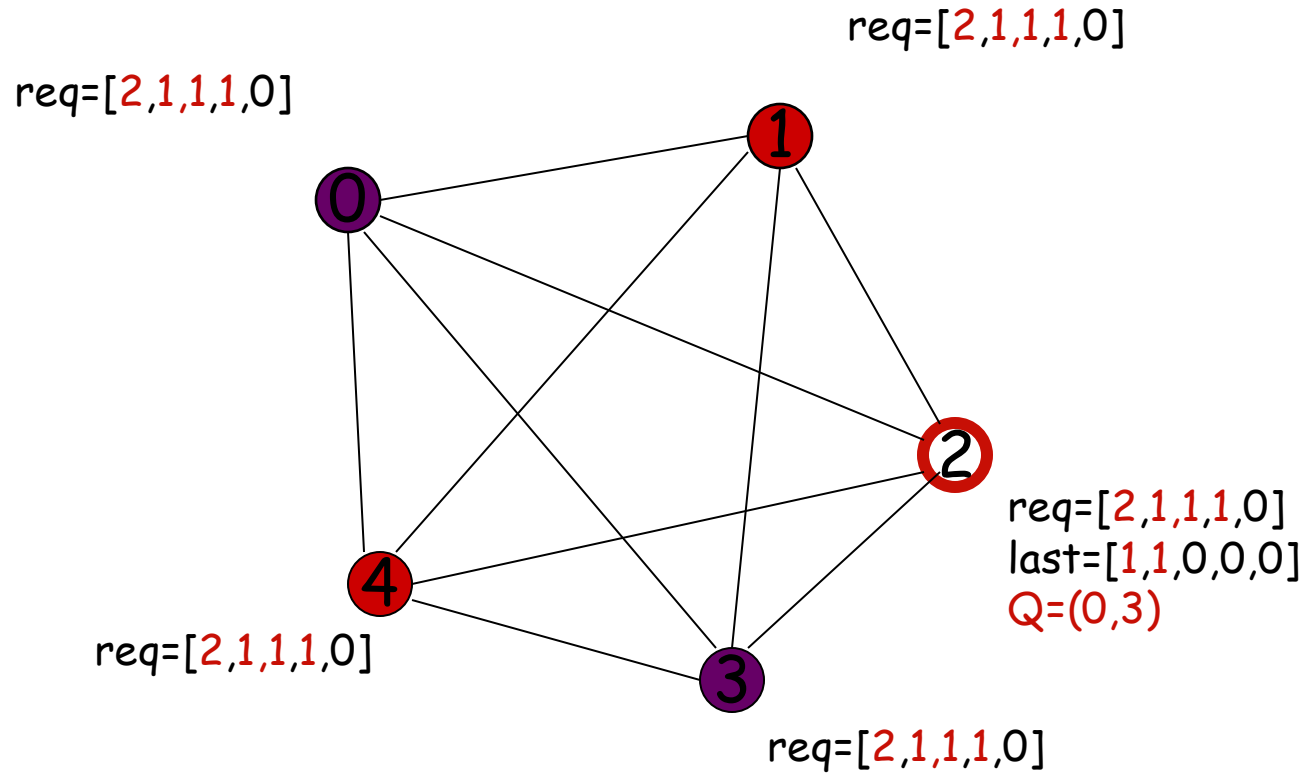 req=[2,1,1,1,0]
req=[2,1,1,1,0]
1
0
2
req=[2,1,1,1,0]
last=[1,1,0,0,0]
Q=(0,3)
4
req=[2,1,1,1,0]
3
req=[2,1,1,1,0]